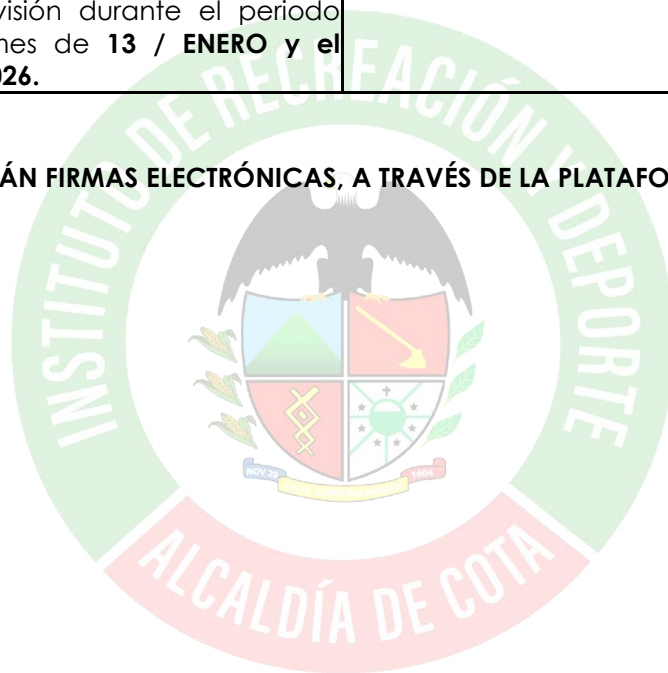 visión durante el periodo
nes de 13 / ENERO y el
026.
ÁN FIRMAS ELECTRÓNICAS, A TRAVÉS DE LA PLATAFO
INSTITUTO DE RECREACIÓN Y DEPORTE
NOV 29
1604
ALCALDÍA DE COTA